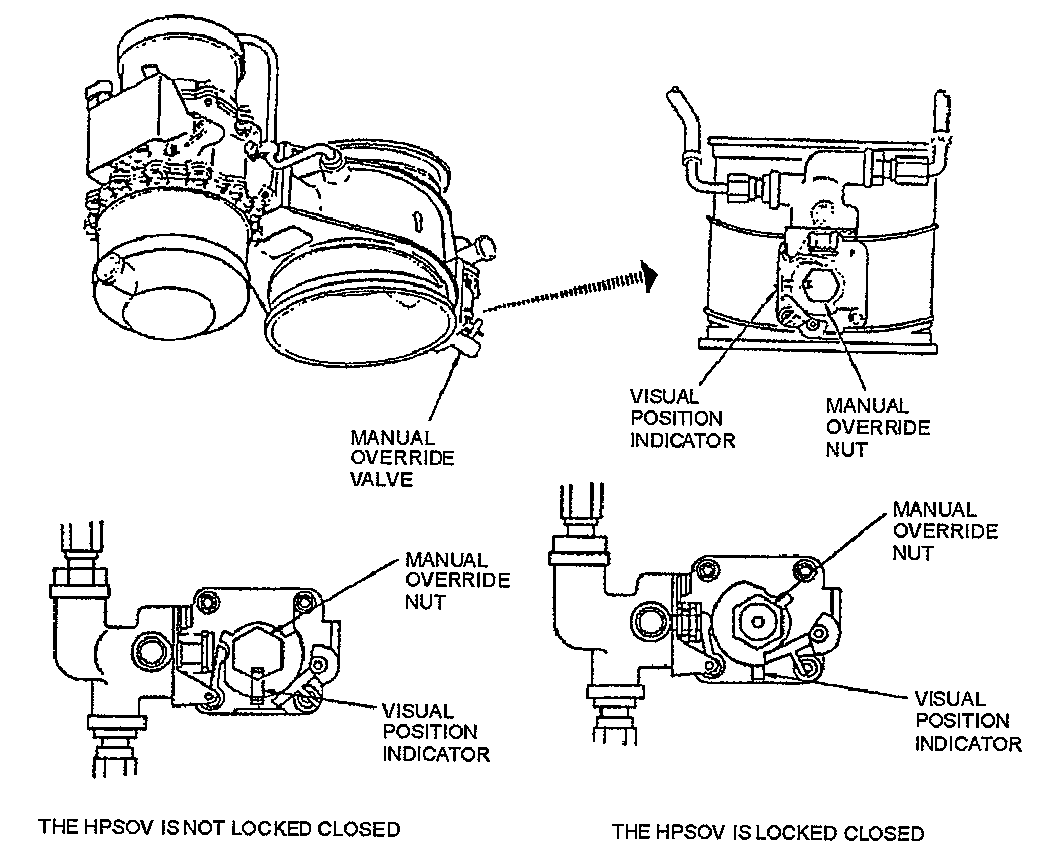 VISUAL
POSITION
INDICATOR
MANUAL
OVERRIDE
NUT
MANUAL
OVERRIDE
VALVE
MANUAL
OVERRIDE
NUT
VISUAL
POSITION
INDICATOR
MANUAL
OVERRIDE
NUT
VISUAL
POSITION
INDICATOR
THE HPSOV IS NOT LOCKED CLOSED
THE HPSOV IS LOCKED CLOSED